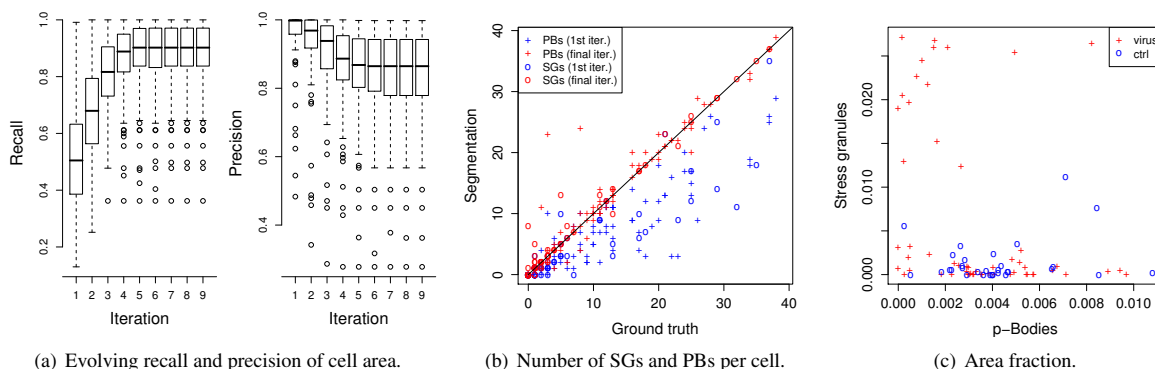 Recall
0.2
0.4
0.6
0.8
1.0
1 2 3 4 5 6 7 8 9
Iteration
Precision
0.4
0.6
0.8
1.0
1 2 3 4 5 6 7 8 9
Iteration
(a) Evolving recall and precision of cell area.
Segmentation
0
10
20
30
40
PBs (1st iter.)
PBs (final iter.)
SGs (1st iter.)
SGs (final iter.)
0 10 20 30 40
Ground truth
(b) Number of SGs and PBs per cell.
Stress granules
0.000
0.010
0.020
virus
ctrl
0.000 0.002 0.004 0.006 0.008 0.010
p−Bodies
(c) Area fraction.